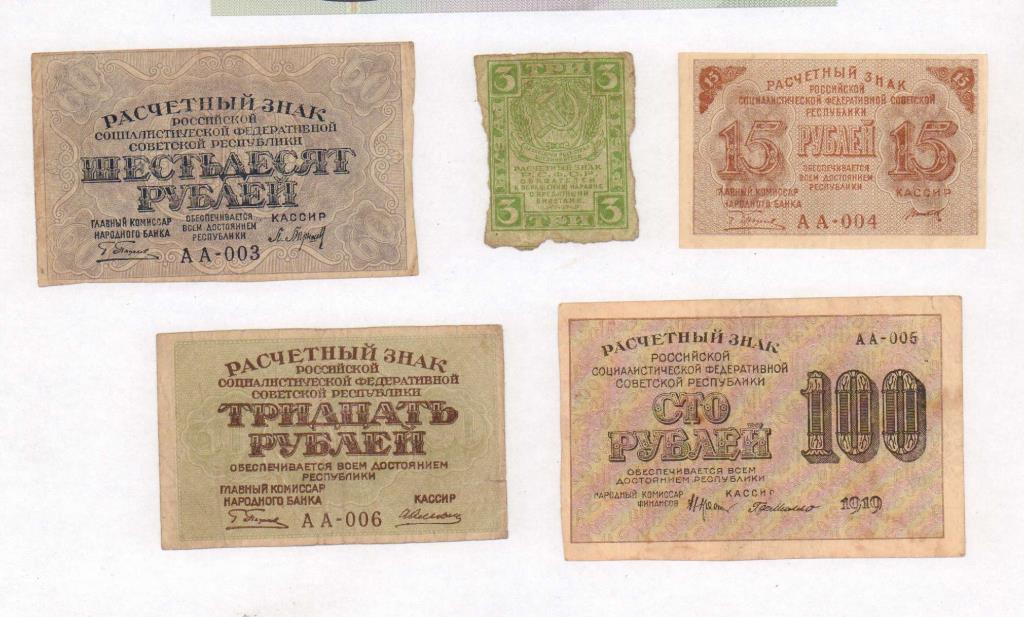 60
60
РАСЧЕТНЫЙ ЗНАК
РОССИЙСКОЙ
СОЦИАЛИСТИЧЕСКОЙ ФЕДЕРАТИВНОЙ
СОВЕТСКОЙ РЕСПУБЛИКИ
ШЕСТЬДЕСЯТ
РУБЛЕЙ
ГЛАВНЫЙ КОМИССАР
НАРОДНОГО БАНКА
ОБЕСПЕЧИВАЕТСЯ
ВСЕМ ДОСТОЯНИЕМ
РЕСПУБЛИКИ
КАССИР
АА-003
3 ТРИ 3
РАСЧЕТНЫЙ ЗНАК
3 ТРИ 3
15
15
РАСЧЕТНЫЙ ЗНАК
РОССИЙСКОЙ
СОЦИАЛИСТИЧЕСКОЙ ФЕДЕРАТИВНОЙ СОВЕТСКОЙ
РЕСПУБЛИКИ
15 РУБЛЕЙ 15
ОБЕСПЕЧИВАЕТСЯ
ВСЕМ ДОСТОЯНИЕМ
РЕСПУБЛИКИ
ГЛАВНЫЙ КОМИССАР
НАРОДНОГО БАНКА
КАССИР
АА-004
РАСЧЕТНЫЙ ЗНАК
РОССИЙСКОЙ
СОЦИАЛИСТИЧЕСКОЙ ФЕДЕРАТИВНОЙ
СОВЕТСКОЙ РЕСПУБЛИКИ
ТРИДЦАТЬ
РУБЛЕЙ
ОБЕСПЕЧИВАЕТСЯ ВСЕМ ДОСТОЯНИЕМ
РЕСПУБЛИКИ
ГЛАВНЫЙ КОМИССАР
НАРОДНОГО БАНКА
КАССИР
АА-006
РАСЧЕТНЫЙ ЗНАК
АА-005
РОССИЙСКОЙ
СОЦИАЛИСТИЧЕСКОЙ ФЕДЕРАТИВНОЙ
СОВЕТСКОЙ РЕСПУБЛИКИ
СТО
РУБЛЕЙ
100
ОБЕСПЕЧИВАЕТСЯ ВСЕМ
ДОСТОЯНИЕМ РЕСПУБЛИКИ
НАРОДНЫЙ КОМИССАР
ФИНАНСОВ
КАССИР
1919